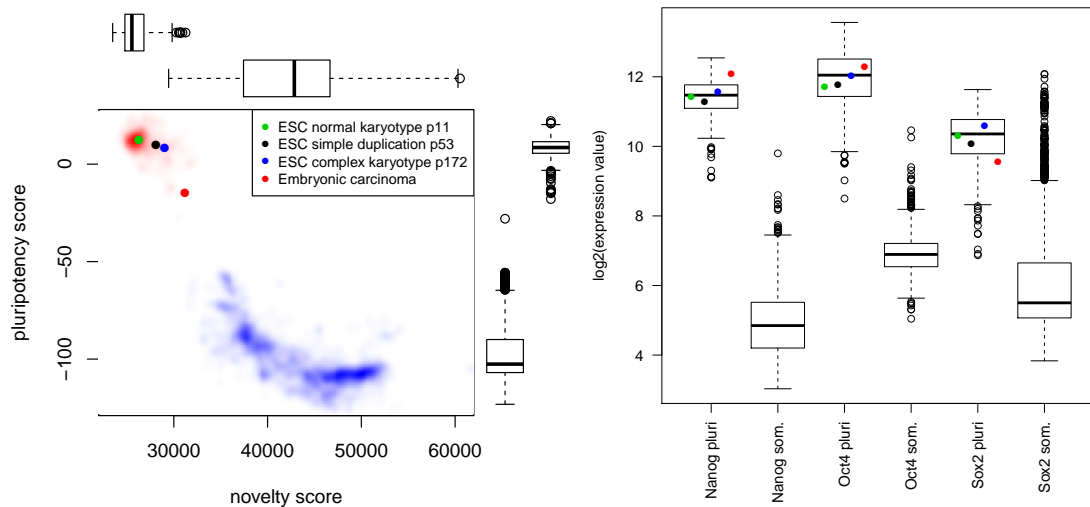 ESC normal karyotype p11
ESC simple duplication p53
ESC complex karyotype p172
Embryonic carcinoma
pluripotency score
0
−50
−100
30000 40000 50000 60000
novelty score
log2(expression value)
12
10
8
6
4
Nanog pluri
Nanog som.
Oct4 pluri
Oct4 som.
Sox2 pluri
Sox2 som.